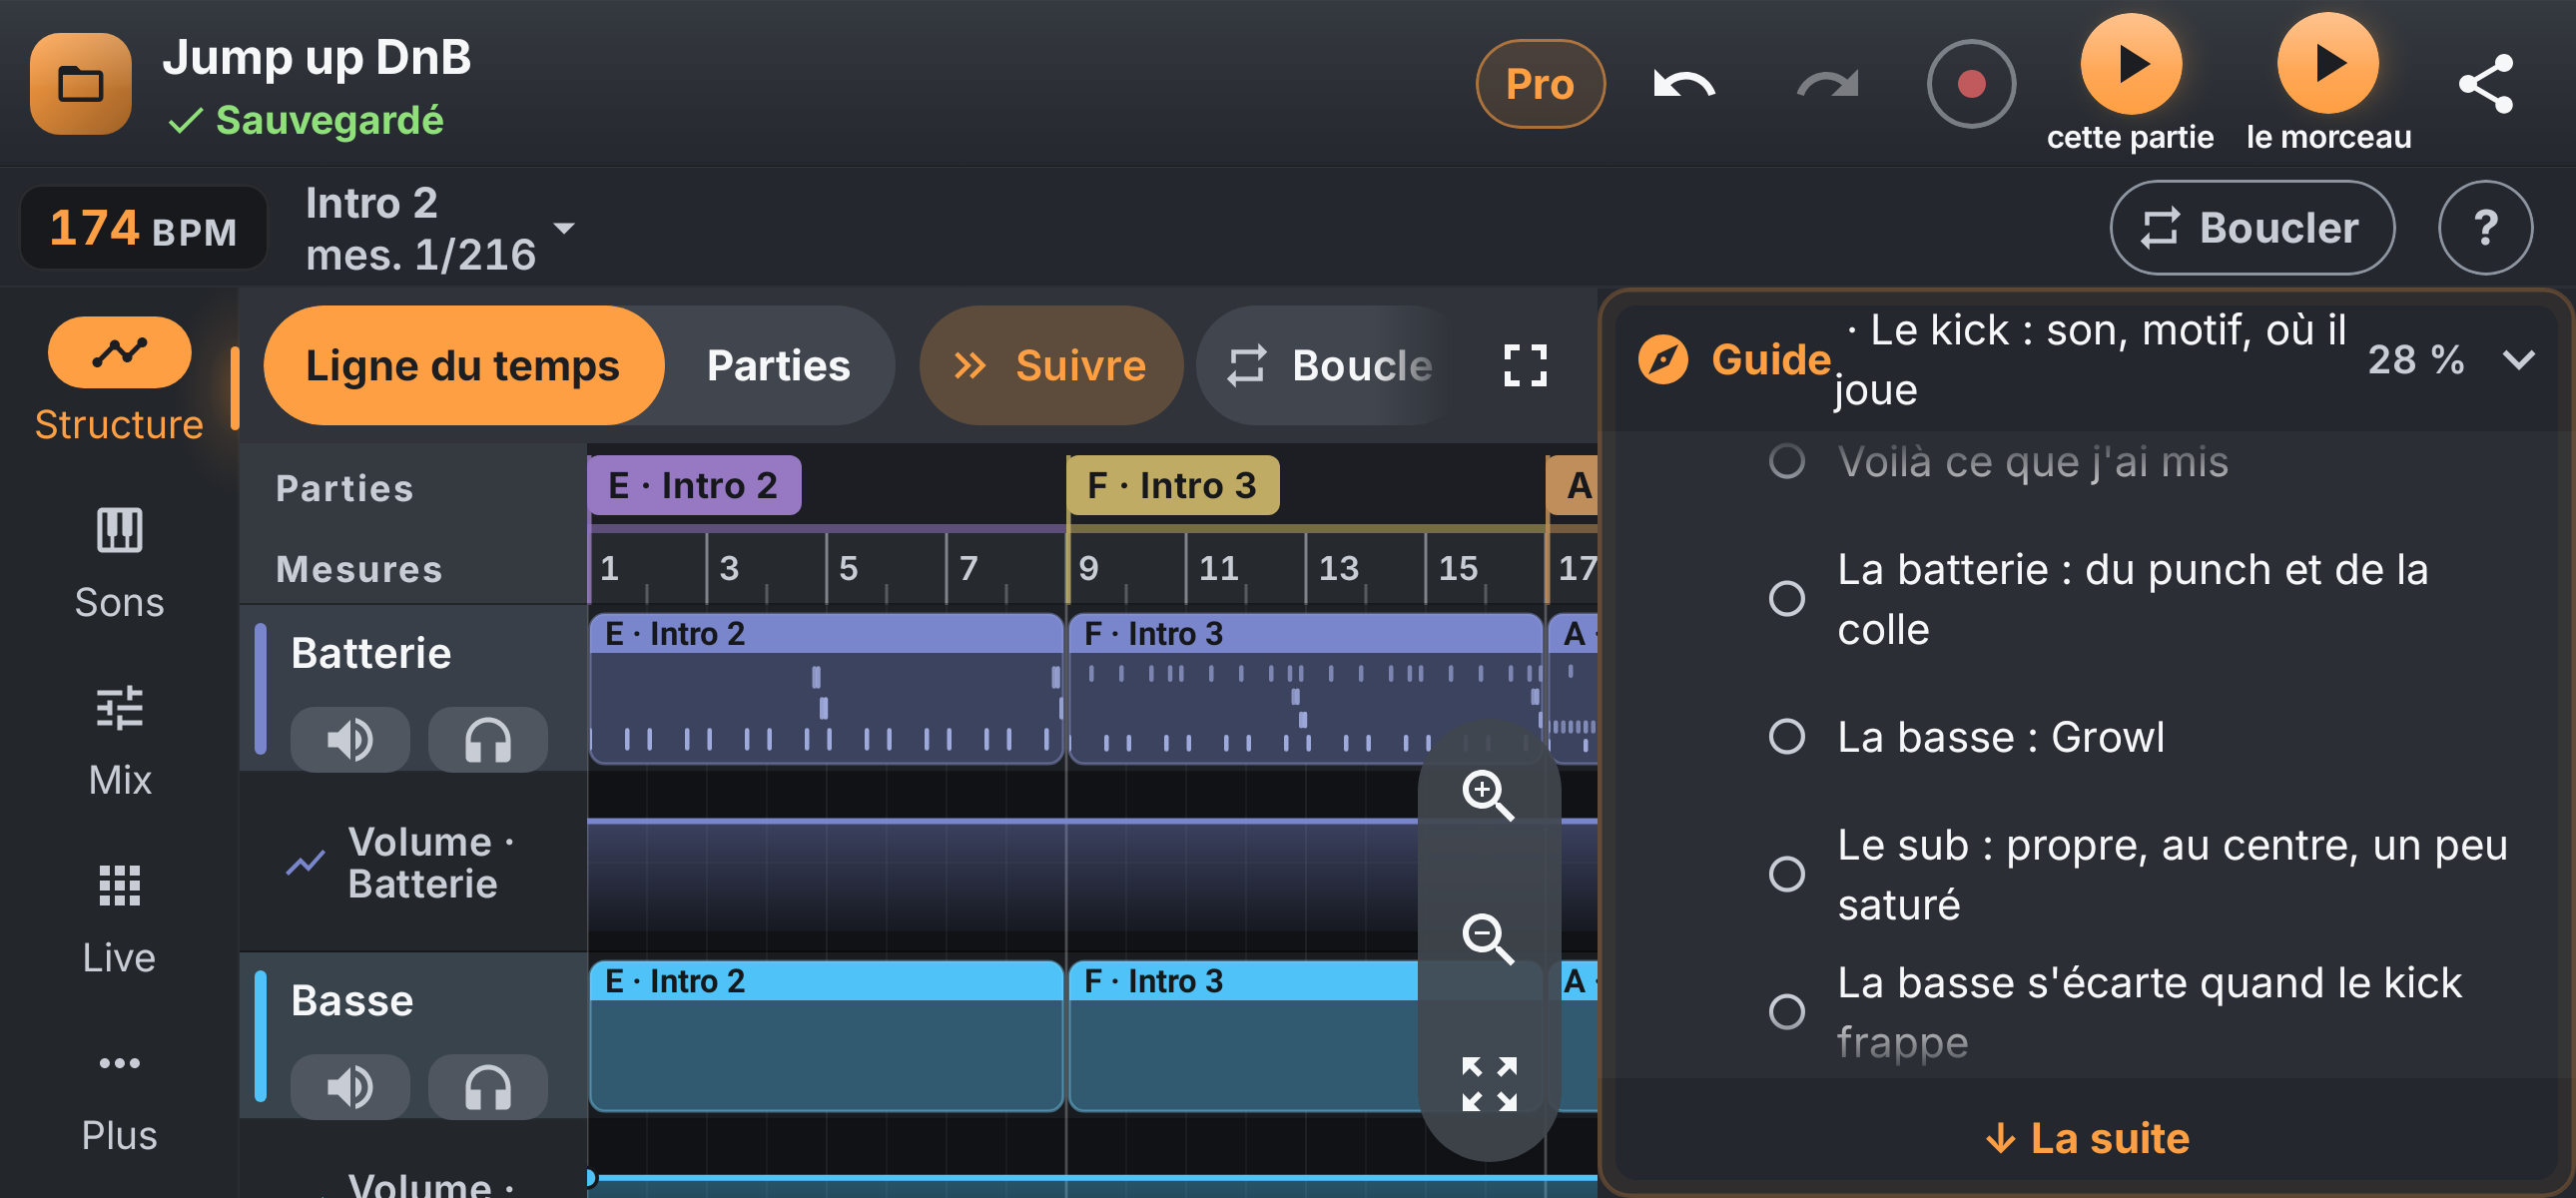 Jump up DnB
Sauvegardé
Pro
cette partie
le morceau
174 BPM
Intro 2
mes. 1/216
Boucler
?
Structure
Sons
Mix
Live
Plus
Ligne du temps
Parties
Suivre
Boucle
Parties
E · Intro 2
F · Intro 3
A
Mesures
1 3 5 7 9 11 13 15 17
Batterie
E · Intro 2
F · Intro 3
A ·
Volume ·
Batterie
Basse
E · Intro 2
F · Intro 3
A ·
Volume ·
Guide
· Le kick : son, motif, où il
joue
28 %
Voilà ce que j'ai mis
La batterie : du punch et de la
colle
La basse : Growl
Le sub : propre, au centre, un peu
saturé
La basse s'écarte quand le kick
frappe
La suite